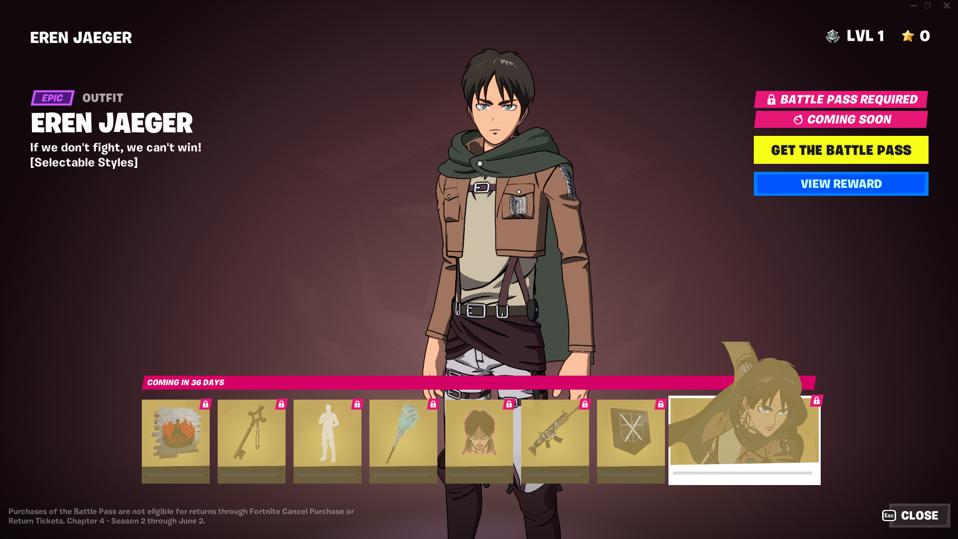 EREN JAEGER
LVL 1 0
EPIC OUTFIT
EREN JAEGER
If we don't fight, we can't win!
[Selectable Styles]
BATTLE PASS REQUIRED
COMING SOON
GET THE BATTLE PASS
VIEW REWARD
COMING IN 36 DAYS
Purchases of the Battle Pass are not eligible for returns through Fortnite Cancel Purchase or
Return Tickets. Chapter 4 - Season 2 through June 2.
Esc CLOSE